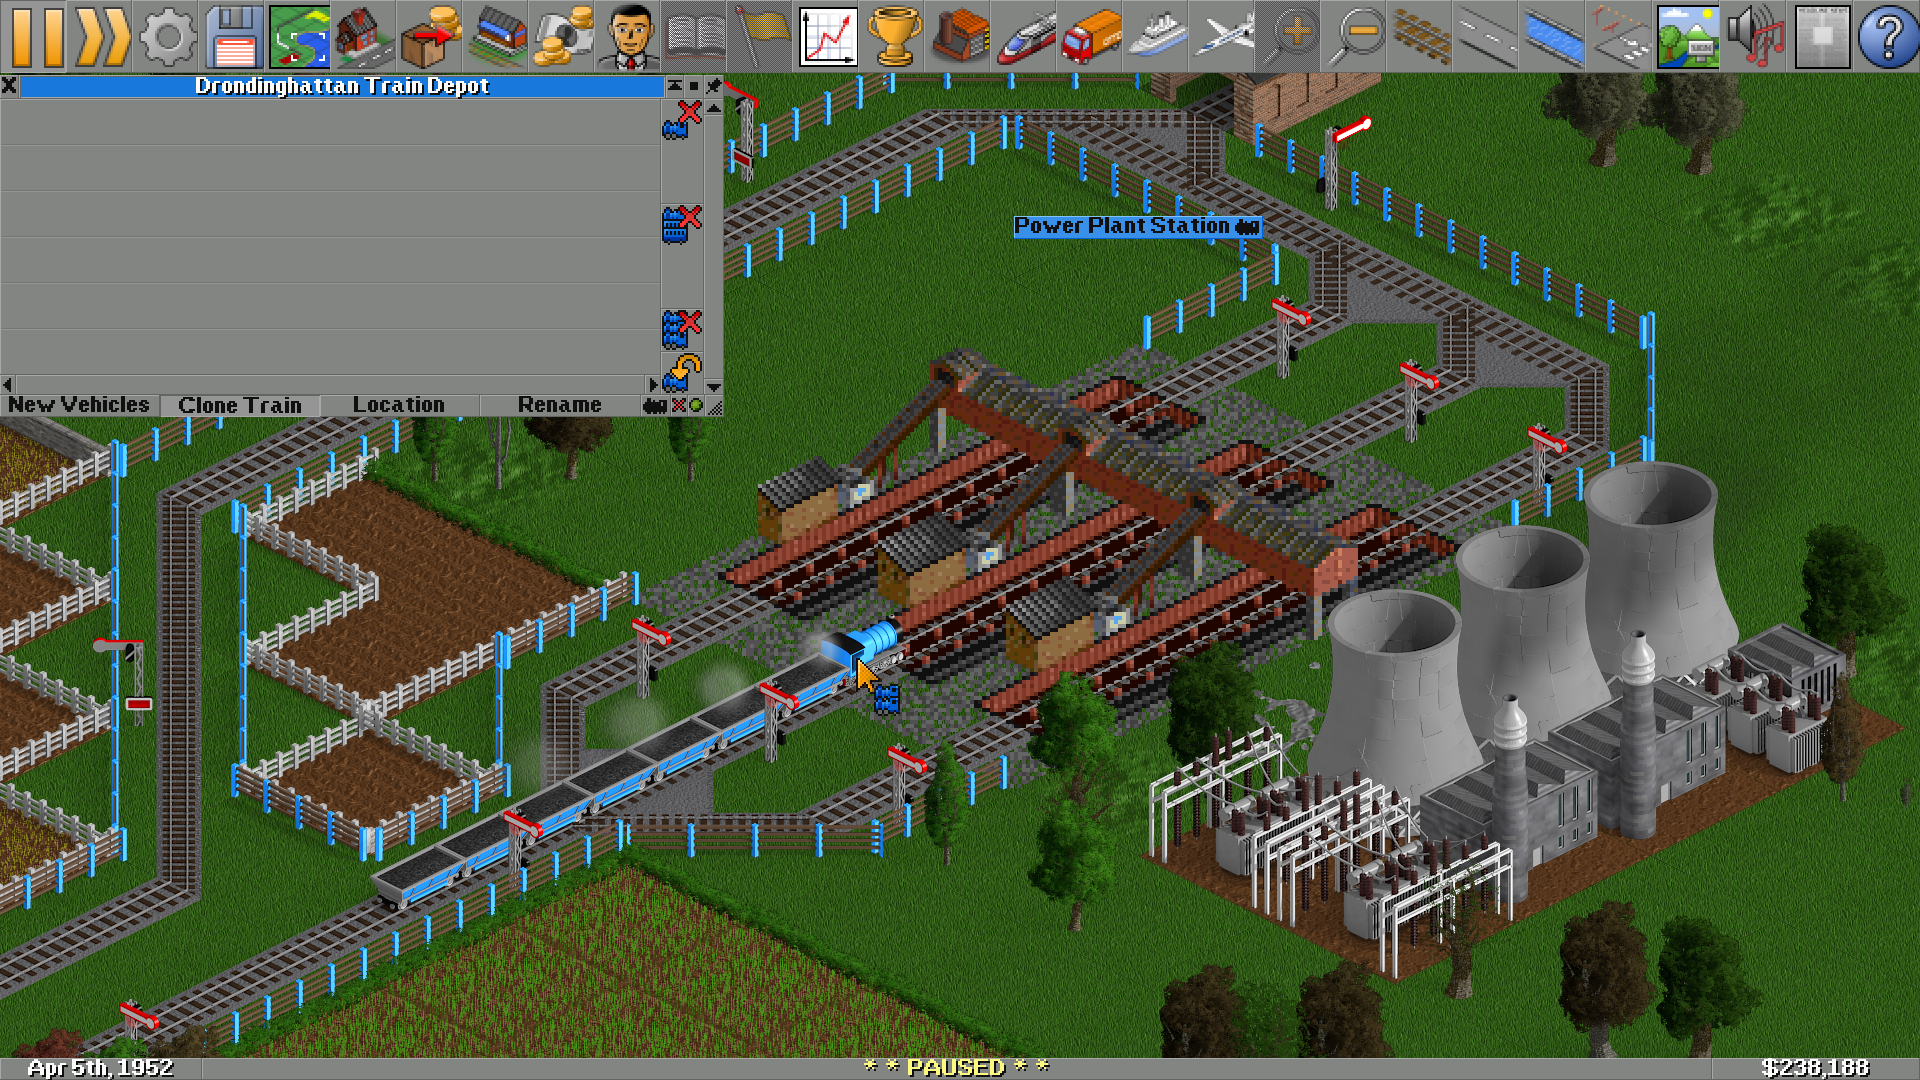 Drondinghattan Train Depot
Power Plant Station
New Vehicles
Clone Train
Location
Rename
Apr 5th, 1952
* * PAUSED * *
$238,188